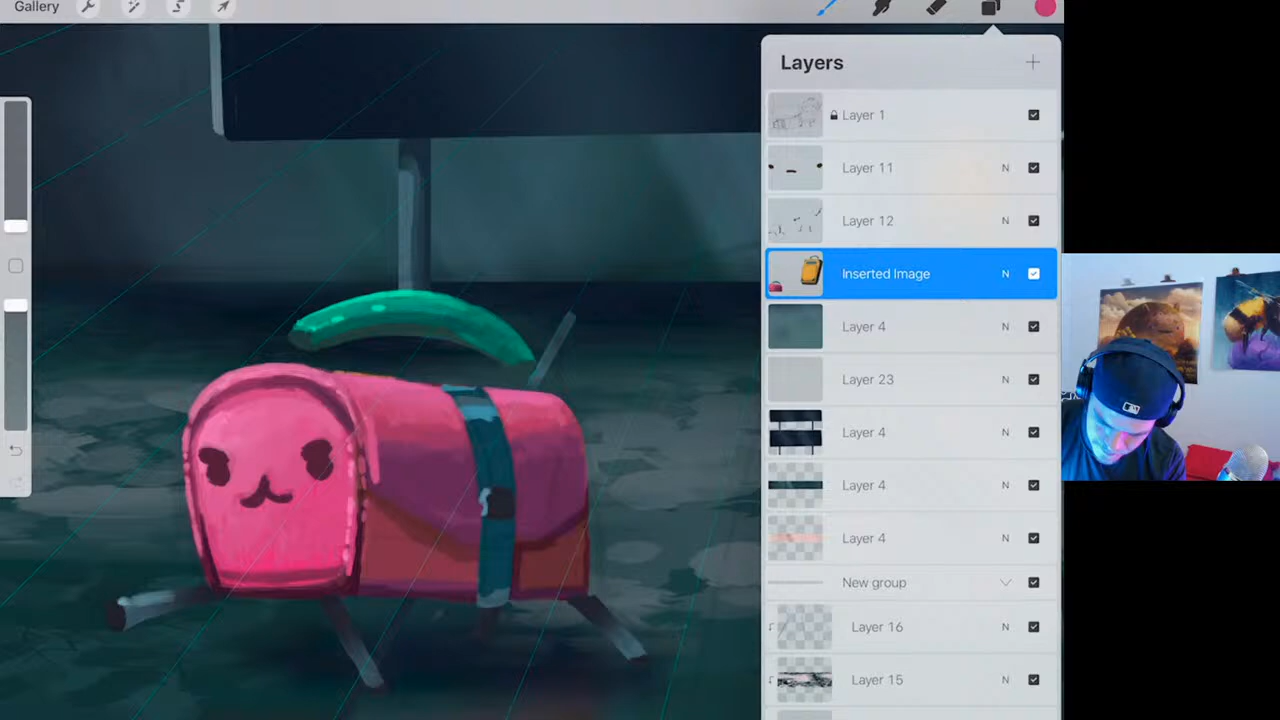 Gallery
Layers
Layer 1
Layer 11 N
Layer 12 N
Inserted Image N
Layer 4 N
Layer 23 N
Layer 4 N
Layer 4 N
Layer 4 N
New group
Layer 16 N
Layer 15 N